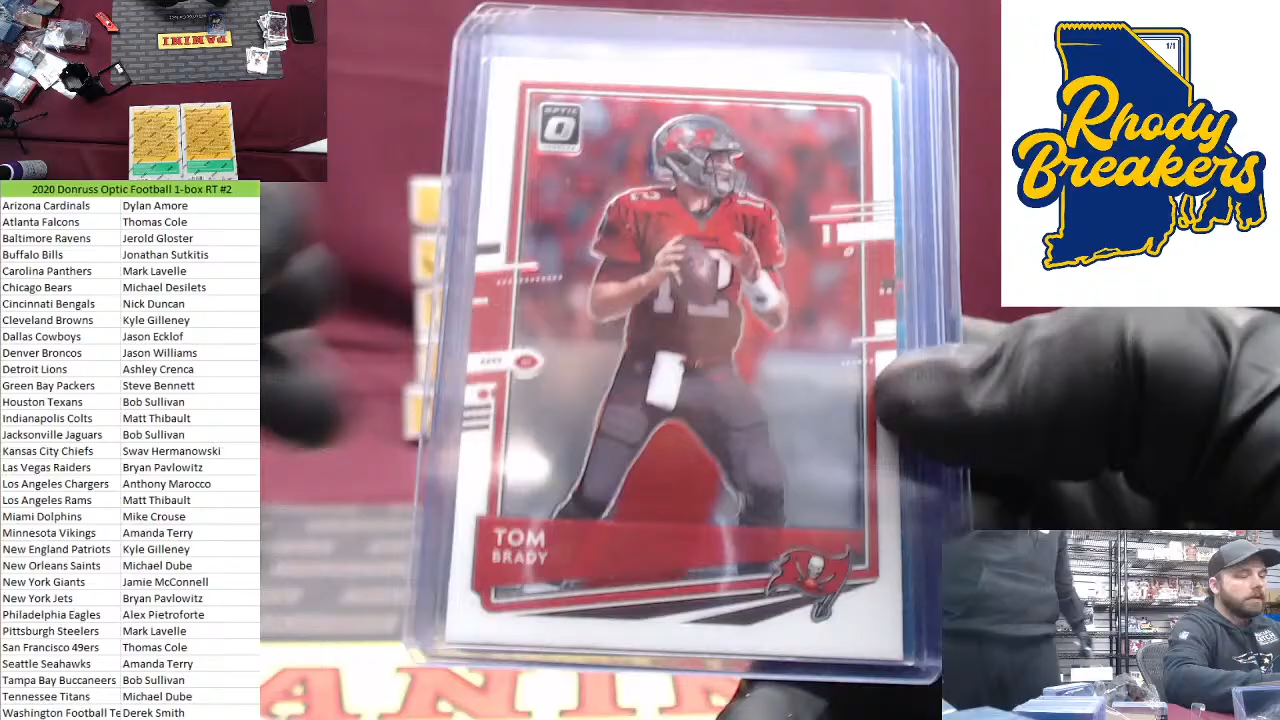 PANINI
2020 Donruss Optic Football 1-box RT #2
Arizona Cardinals Dylan Amore
Atlanta Falcons Thomas Cole
Baltimore Ravens Jerold Gloster
Buffalo Bills Jonathan Sutkitis
Carolina Panthers Mark Lavelle
Chicago Bears Michael Desilets
Cincinnati Bengals Nick Duncan
Cleveland Browns Kyle Gilleney
Dallas Cowboys Jason Ecklof
Denver Broncos Jason Williams
Detroit Lions Ashley Crenca
Green Bay Packers Steve Bennett
Houston Texans Bob Sullivan
Indianapolis Colts Matt Thibault
Jacksonville Jaguars Bob Sullivan
Kansas City Chiefs Swav Hermanowski
Las Vegas Raiders Bryan Pavlowitz
Los Angeles Chargers Anthony Marocco
Los Angeles Rams Matt Thibault
Miami Dolphins Mike Crouse
Minnesota Vikings Amanda Terry
New England Patriots Kyle Gilleney
New Orleans Saints Michael Dube
New York Giants Jamie McConnell
New York Jets Bryan Pavlowitz
Philadelphia Eagles Alex Pietroforte
Pittsburgh Steelers Mark Lavelle
San Francisco 49ers Thomas Cole
Seattle Seahawks Amanda Terry
Tampa Bay Buccaneers Bob Sullivan
Tennessee Titans Michael Dube
Washington Football Te Derek Smith
OPTIC
12
TOM
BRADY
1/1
Rhody
Breakers